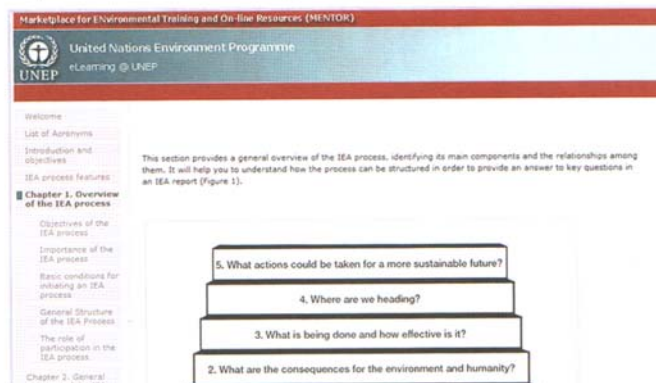 Marketplace for ENvironmental Training and On-line Resources (MENTOR)
United Nations Environment Programme
eLearning @ UNEP
UNEP
Welcome
List of Acronyms
Introduction and
objectives
IEA process features
Chapter 1. Overview
of the IEA process
Objectives of the
IEA process
Importance of the
IEA process
Basic conditions for
initiating an IEA
process
General Structure
of the IEA Process
The role of
participation in the
IEA process
Chapter 2. General
This section provides a general overview of the IEA process, identifying its main components and the relationships among
them. It will help you to understand how the process can be structured in order to provide an answer to key questions in
an IEA report (Figure 1).
5. What actions could be taken for a more sustainable future?
4. Where are we heading?
3. What is being done and how effective is it?
2. What are the consequences for the environment and humanity?